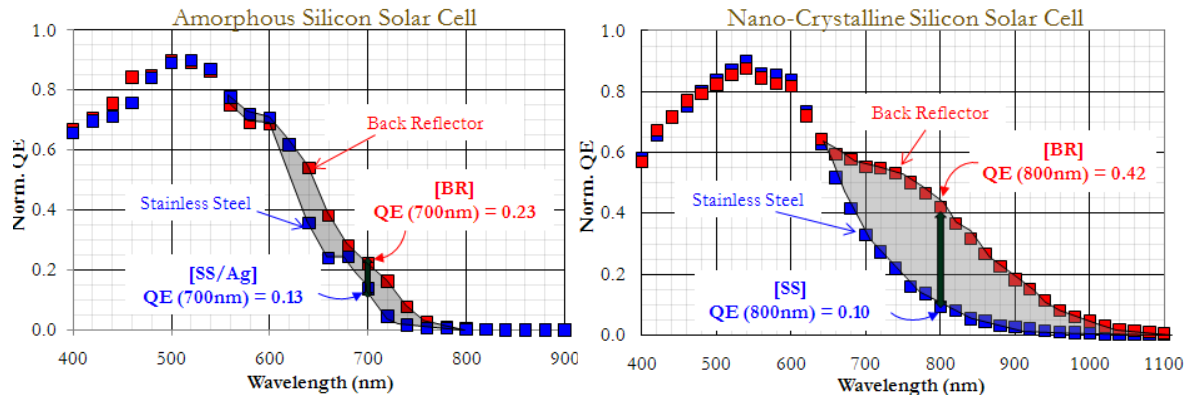 Amorphous Silicon Solar Cell
1.0
0.8
0.6
0.4
0.2
0.0
Norm. QE
Back Reflector
[BR]
QE (700nm) = 0.23
Stainless Steel
[SS/Ag]
QE (700nm) = 0.13
400 500 600 700 800 900
Wavelength (nm)
Nano-Crystalline Silicon Solar Cell
1.0
0.8
0.6
0.4
0.2
0.0
Norm. QE
Back Reflector
[BR]
QE (800nm) = 0.42
Stainless Steel
[SS]
QE (800nm) = 0.10
400 500 600 700 800 900 1000 1100
Wavelength (nm)